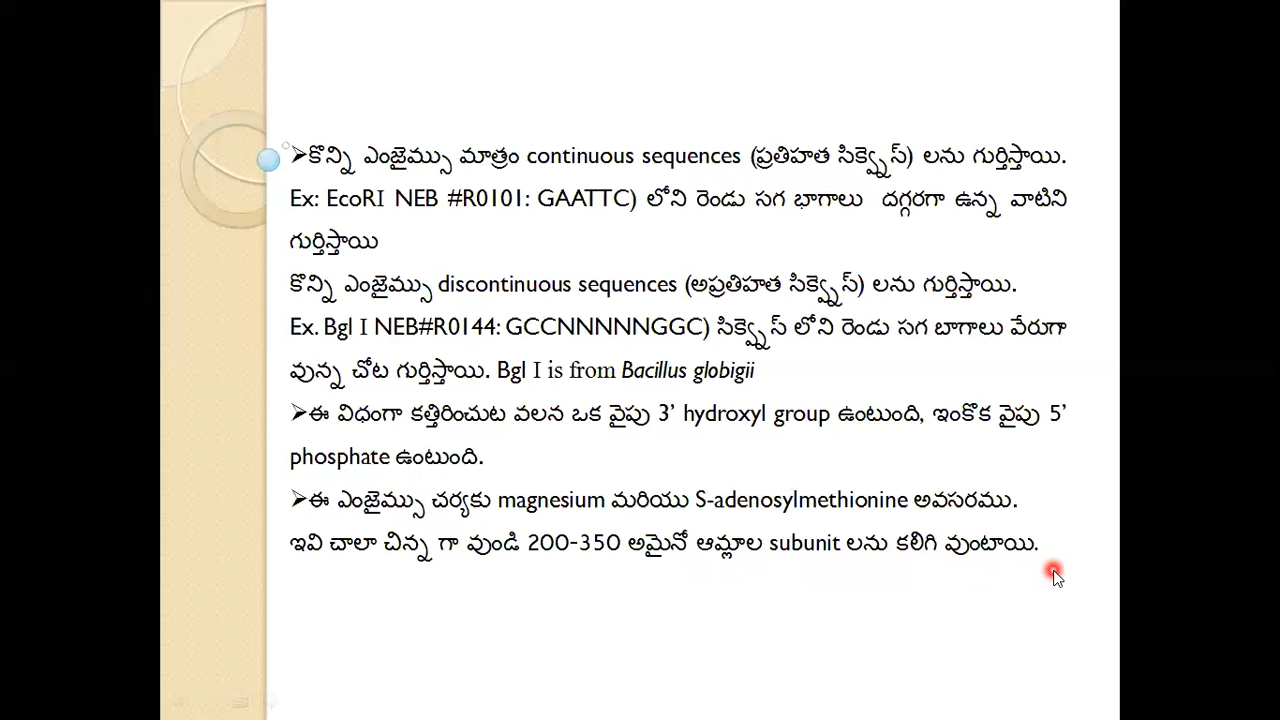 ➢కొన్ని ఎంజైమ్సు మాత్రం continuous sequences (ప్రతిహత సిక్వెన్సెస్) లను గుర్తిస్తాయి.
Ex: EcoRI NEB #R0101: GAATTC) లోని రెండు సగ భాగాలు దగ్గరగా ఉన్న వాటిని
గుర్తిస్తాయి
కొన్ని ఎంజైమ్సు discontinuous sequences (అప్రతిహత సిక్వెన్సెస్) లను గుర్తిస్తాయి.
Ex. Bgl I NEB#R0144: GCCNNNNNGGC) సిక్వెన్సెస్ లోని రెండు సగ బాగాలు వేరుగా
వున్న చోట గుర్తిస్తాయి. Bgl I is from Bacillus globigii
➢ఈ విధంగా కత్తిరించుట వలన ఒక వైపు 3’ hydroxyl group ఉంటుంది, ఇంకొక వైపు 5’
phosphate ఉంటుంది.
➢ఈ ఎంజైమ్సు చర్యకు magnesium మరియు S-adenosylmethionine అవసరము.
ఇవి చాలా చిన్న గా వుండి 200-350 అమైనో ఆమ్లాల subunit లను కలిగి వుంటాయి.